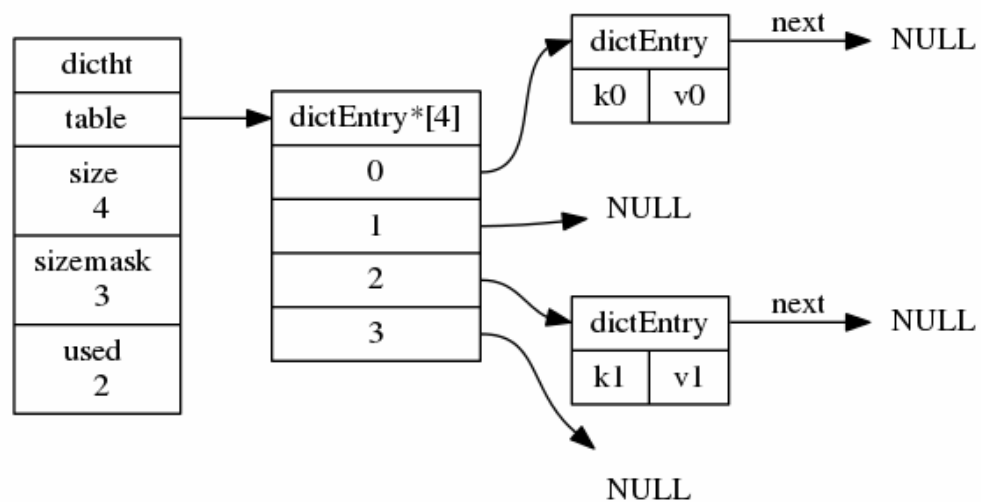 dictht
table
size
4
sizemask
3
used
2
dictEntry*[4]
0
1
2
3
dictEntry
k0 v0
next
NULL
NULL
dictEntry
k1 v1
next
NULL
NULL